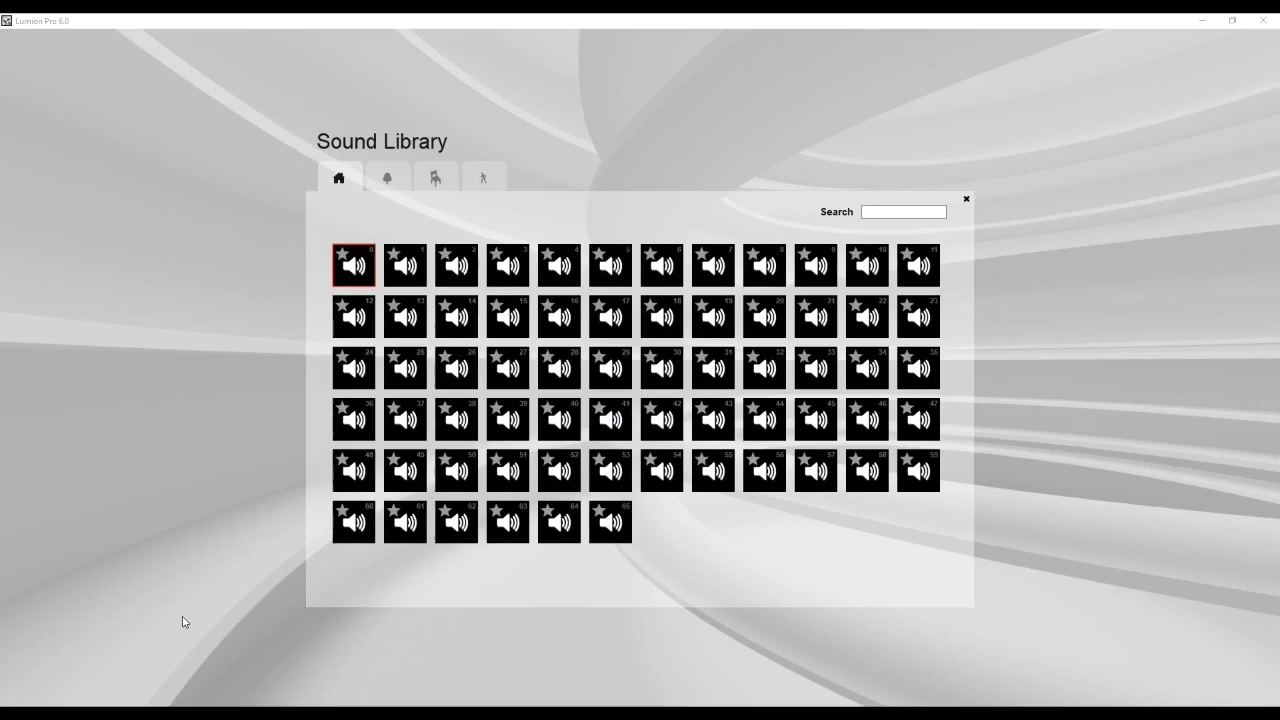 Lumion Pro 6.0
Sound Library
Search
0 1 2 3 4 5 6 7 8 9 10 11
12 13 14 15 16 17 18 19 20 21 22 23
24 25 26 27 28 29 30 31 32 33 34 35
36 37 38 39 40 41 42 43 44 45 46 47
48 49 50 51 52 53 54 55 56 57 58 59
60 61 62 63 64 65